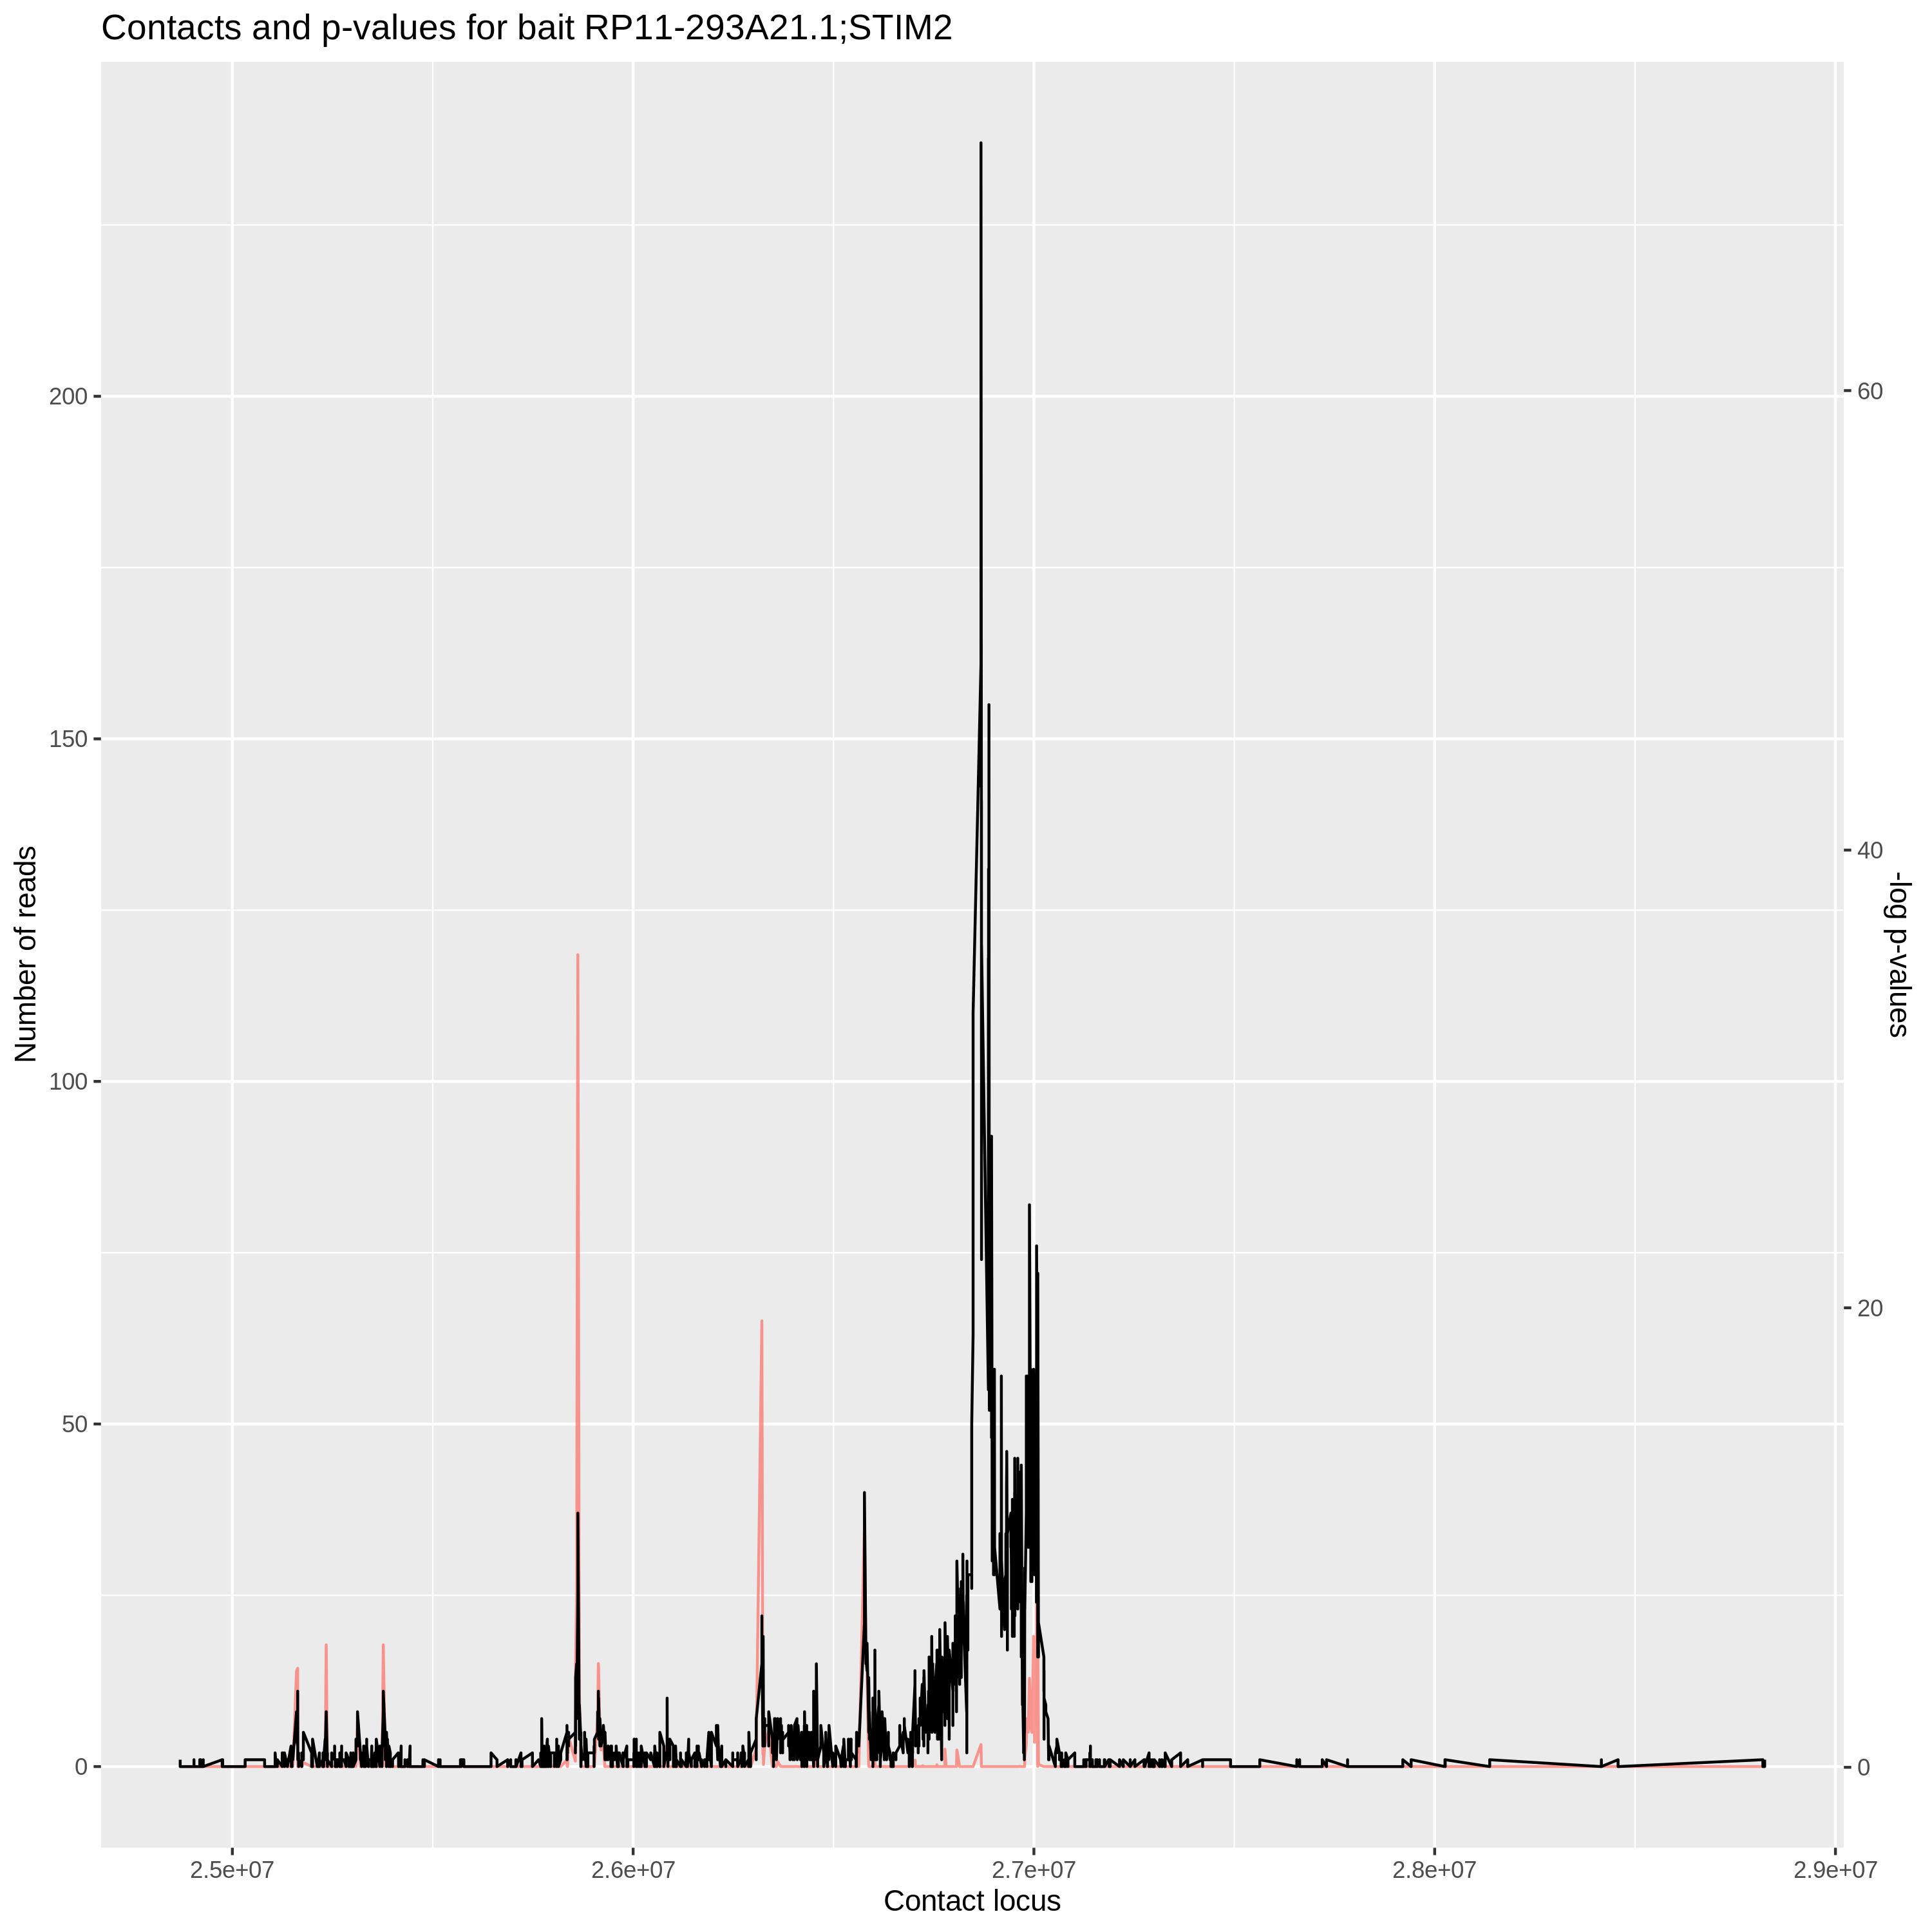 Contacts and p-values for bait RP11-293A21.1;STIM2
Number of reads
200
150
100
50
0
60
40
20
0
-log p-values
2.5e+07 2.6e+07 2.7e+07 2.8e+07 2.9e+07
Contact locus